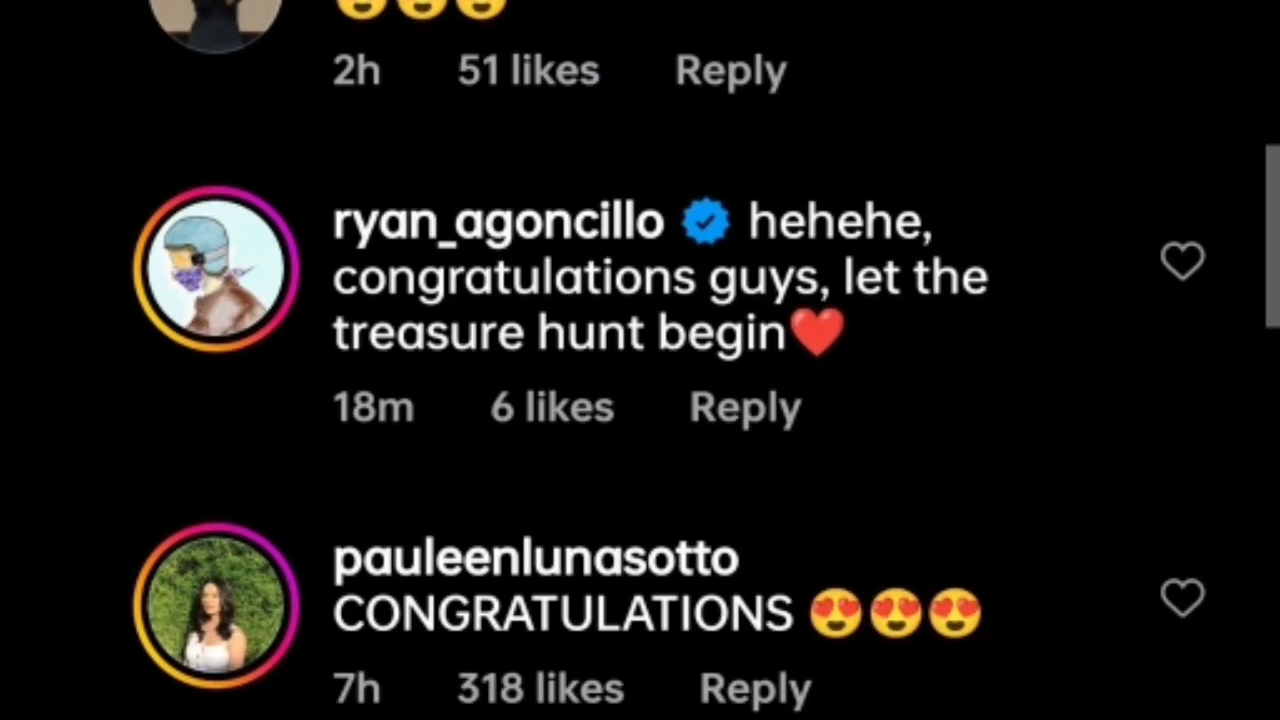 😍😍😍
2h 51 likes Reply
ryan_agoncillo hehehe,
congratulations guys, let the
treasure hunt begin❤️
18m 6 likes Reply
pauleenlunasotto
CONGRATULATIONS 😍😍😍
7h 318 likes Reply